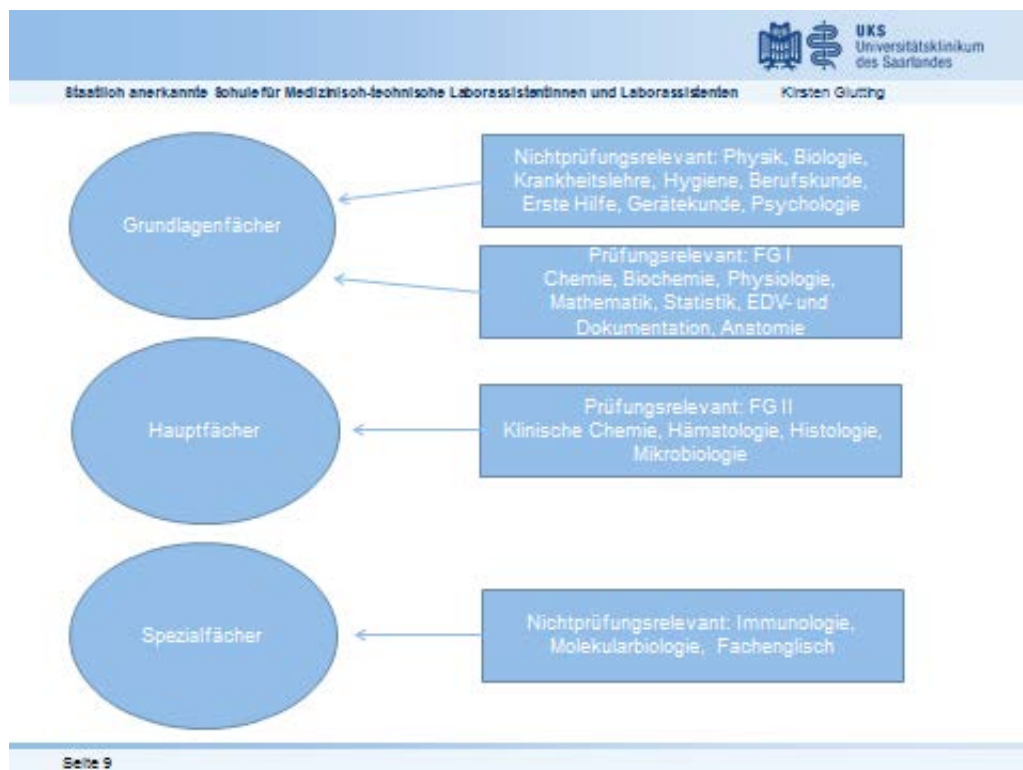 UKS
Universitätsklinikum
des Saarlandes
Staatlich anerkannte Schule für Medizinisch-technische Laborassistentinnen und Laborassistenten Kirsten Glutting
Nichtprüfungsrelevant: Physik, Biologie,
Krankheitslehre, Hygiene, Berufskunde,
Erste Hilfe, Gerätekunde, Psychologie
Grundlagenfächer
Prüfungsrelevant: FG I
Chemie, Biochemie, Physiologie,
Mathematik, Statistik, EDV- und
Dokumentation, Anatomie
Hauptfächer
Prüfungsrelevant: FG II
Klinische Chemie, Hämatologie, Histologie,
Mikrobiologie
Spezialfächer
Nichtprüfungsrelevant: Immunologie,
Molekularbiologie, Fachenglisch
Seite 9